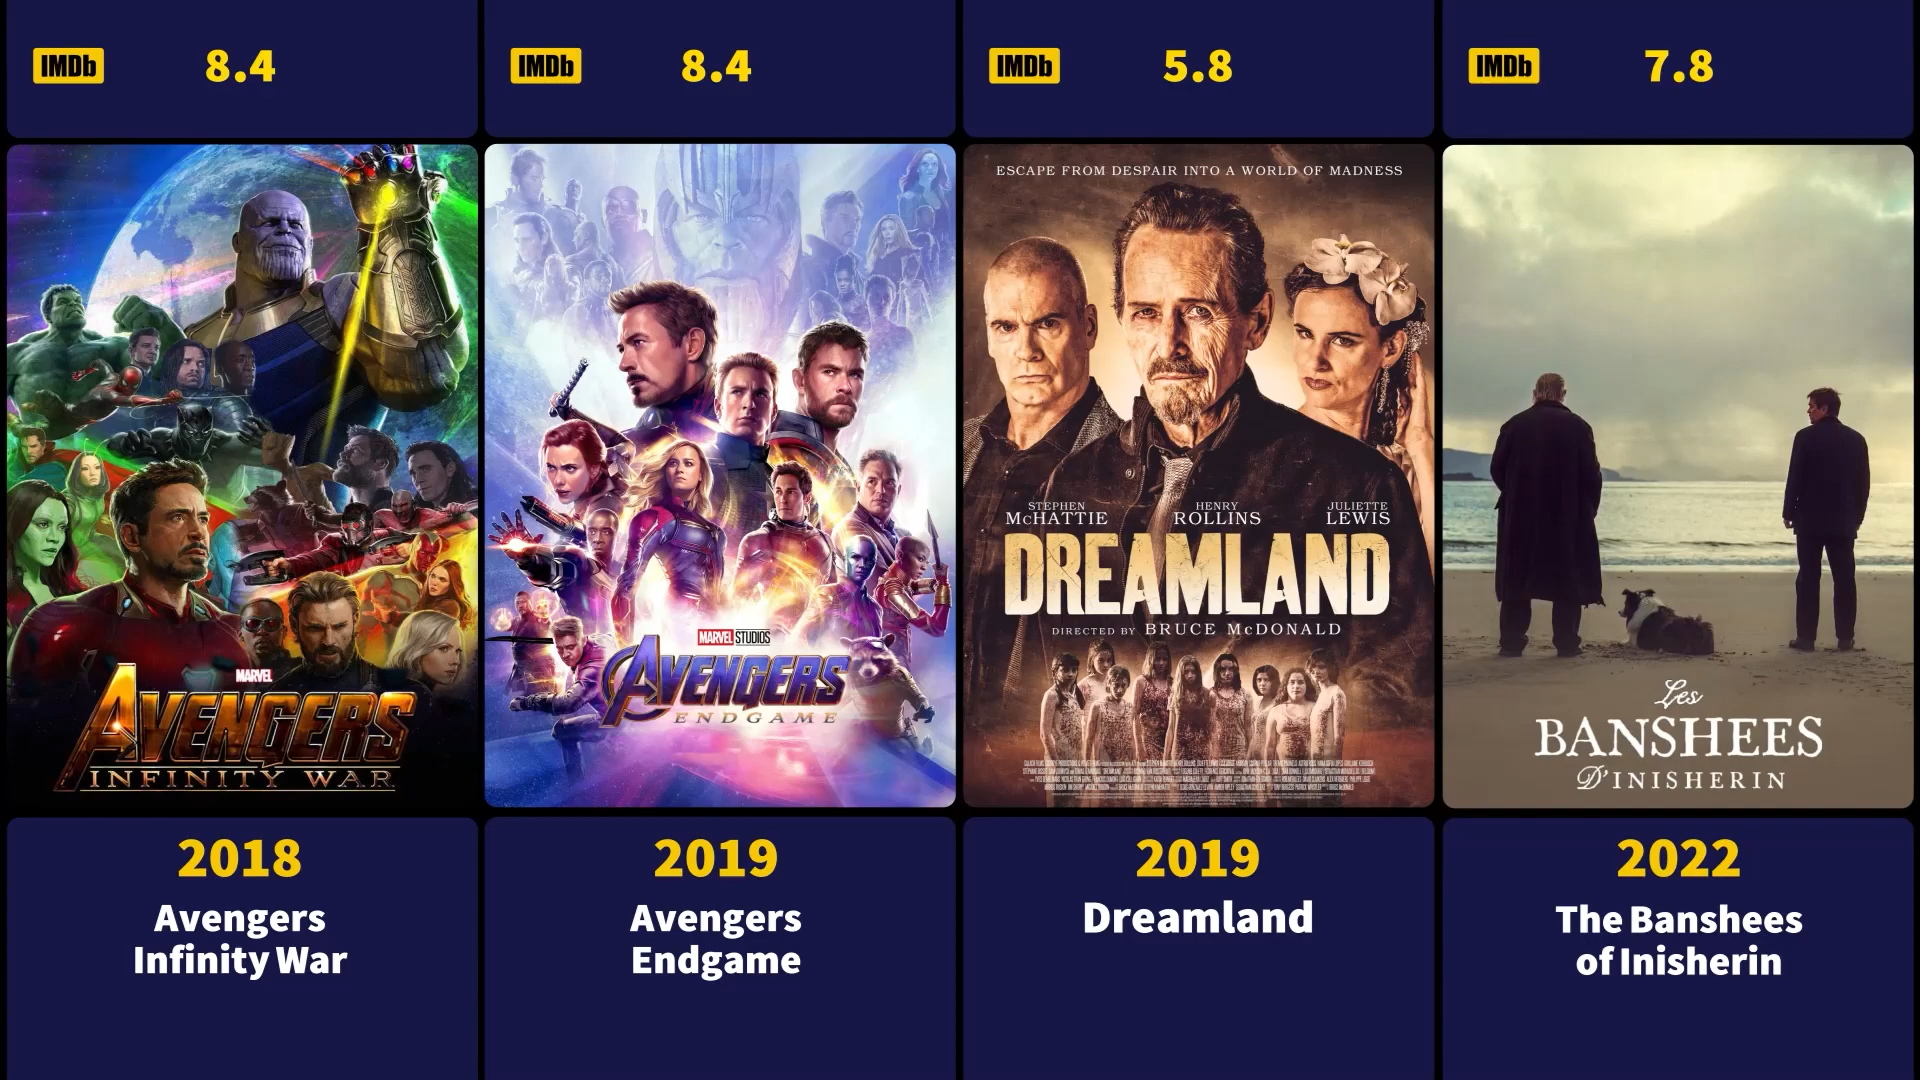 IMDb 8.4
IMDb 8.4
IMDb 5.8
IMDb 7.8
MARVEL
AVENGERS
INFINITY WAR
MARVEL STUDIOS
AVENGERS
ENDGAME
ESCAPE FROM DESPAIR INTO A WORLD OF MADNESS
STEPHEN McHATTIE
HENRY ROLLINS
JULIETTE LEWIS
DREAMLAND
DIRECTED BY BRUCE McDONALD
Les
BANSHEES
D'INISHERIN
2018
Avengers
Infinity War
2019
Avengers
Endgame
2019
Dreamland
2022
The Banshees
of Inisherin